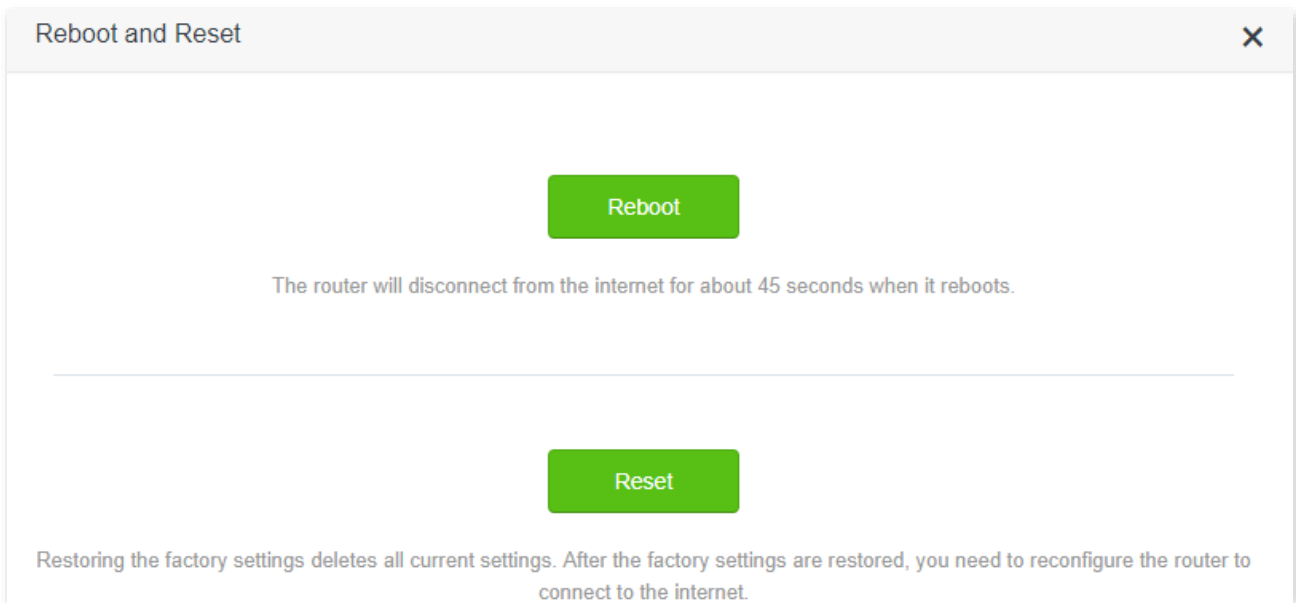 Reboot and Reset
Reboot
The router will disconnect from the internet for about 45 seconds when it reboots.
Reset
Restoring the factory settings deletes all current settings. After the factory settings are restored, you need to reconfigure the router to
connect to the internet.